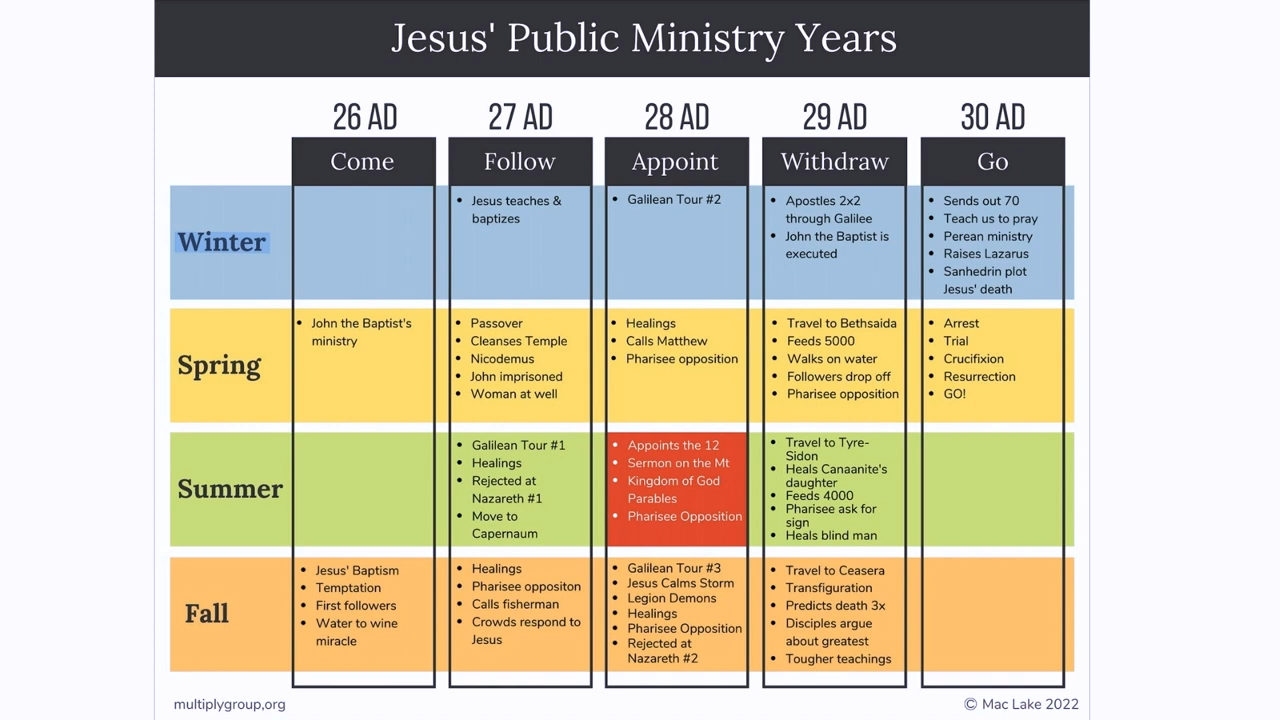 Jesus' Public Ministry Years
26 AD
27 AD
28 AD
29 AD
30 AD
Come
Follow
Appoint
Withdraw
Go
Winter
• Jesus teaches &
baptizes
• Galilean Tour #2
• Apostles 2x2
through Galilee
• John the Baptist is
executed
• Sends out 70
• Teach us to pray
• Perean ministry
• Raises Lazarus
• Sanhedrin plot
Jesus' death
Spring
• John the Baptist's
ministry
• Passover
• Cleanses Temple
• Nicodemus
• John imprisoned
• Woman at well
• Healings
• Calls Matthew
• Pharisee opposition
• Travel to Bethsaida
• Feeds 5000
• Walks on water
• Followers drop off
• Pharisee opposition
• Arrest
• Trial
• Crucifixion
• Resurrection
• GO!
Summer
• Galilean Tour #1
• Healings
• Rejected at
Nazareth #1
• Move to
Capernaum
• Appoints the 12
• Sermon on the Mt
• Kingdom of God
Parables
• Pharisee Opposition
• Travel to Tyre-
Sidon
• Heals Canaanite's
daughter
• Feeds 4000
• Pharisee ask for
sign
• Heals blind man
Fall
• Jesus' Baptism
• Temptation
• First followers
• Water to wine
miracle
• Healings
• Pharisee oppositon
• Calls fisherman
• Crowds respond to
Jesus
• Galilean Tour #3
• Jesus Calms Storm
• Legion Demons
• Healings
• Pharisee Opposition
• Rejected at
Nazareth #2
• Travel to Ceasera
• Transfiguration
• Predicts death 3x
• Disciples argue
about greatest
• Tougher teachings
multiplygroup,org
© Mac Lake 2022